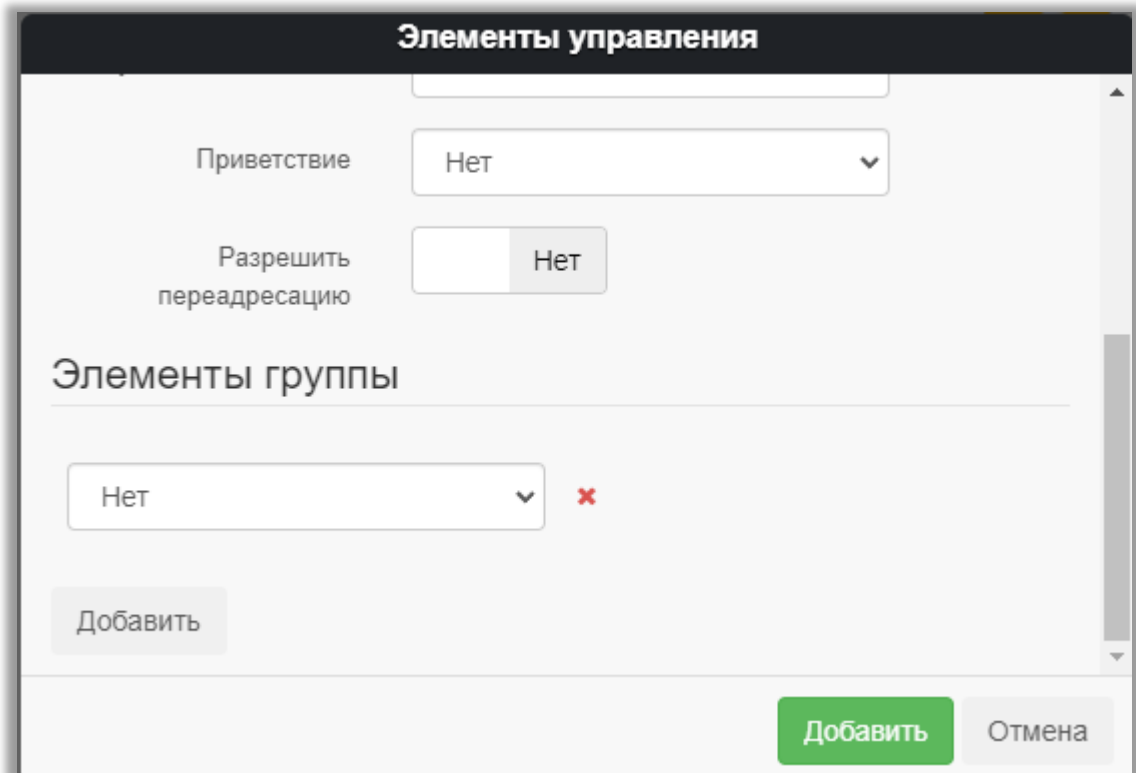 Элементы управления
Приветствие
Нет
Разрешить
переадресацию
Нет
Элементы группы
Нет
Добавить
Добавить
Отмена